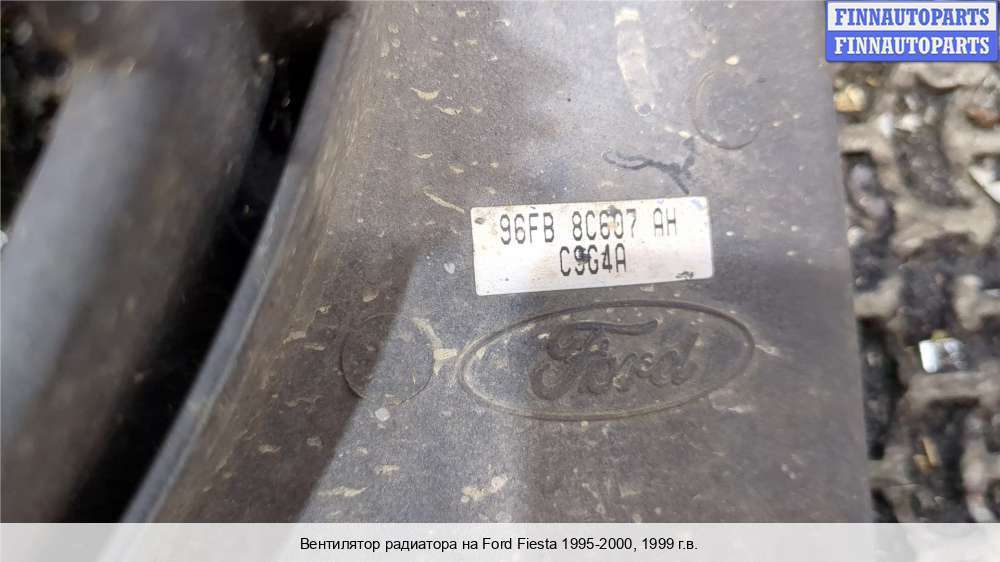 FINNAUTOPARTS
FINNAUTOPARTS
96FB 8C607 AH
C9G4A
Ford
Вентилятор радиатора на Ford Fiesta 1995-2000, 1999 г.в.